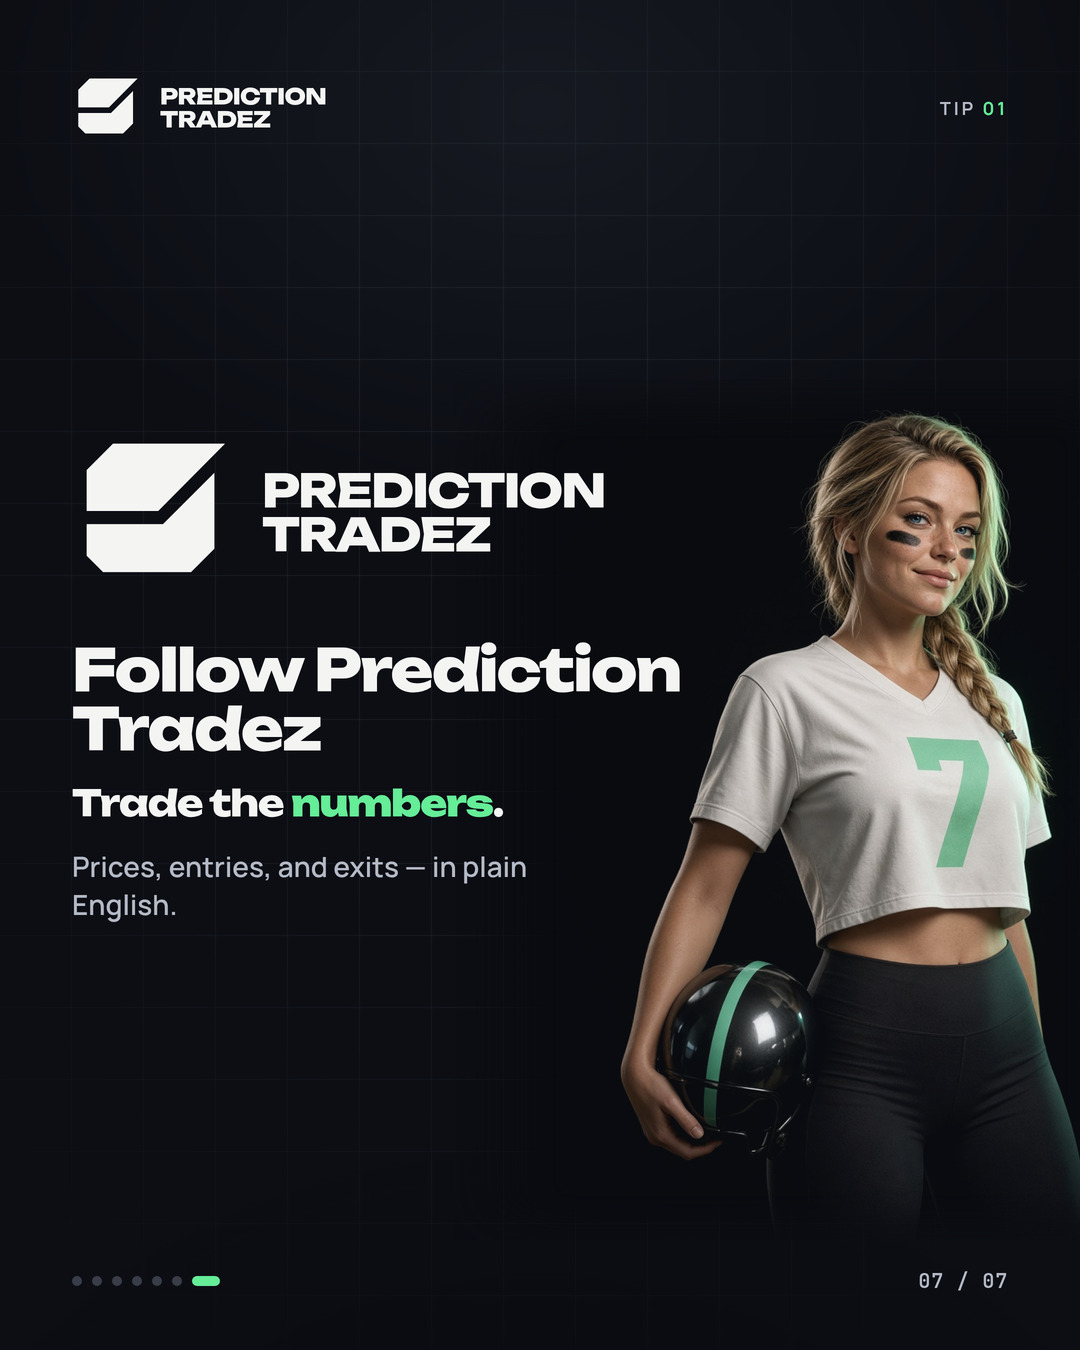 PREDICTION
TRADEZ
TIP 01
PREDICTION
TRADEZ
Follow Prediction
Tradez
Trade the numbers.
Prices, entries, and exits — in plain
English.
7
07 / 07